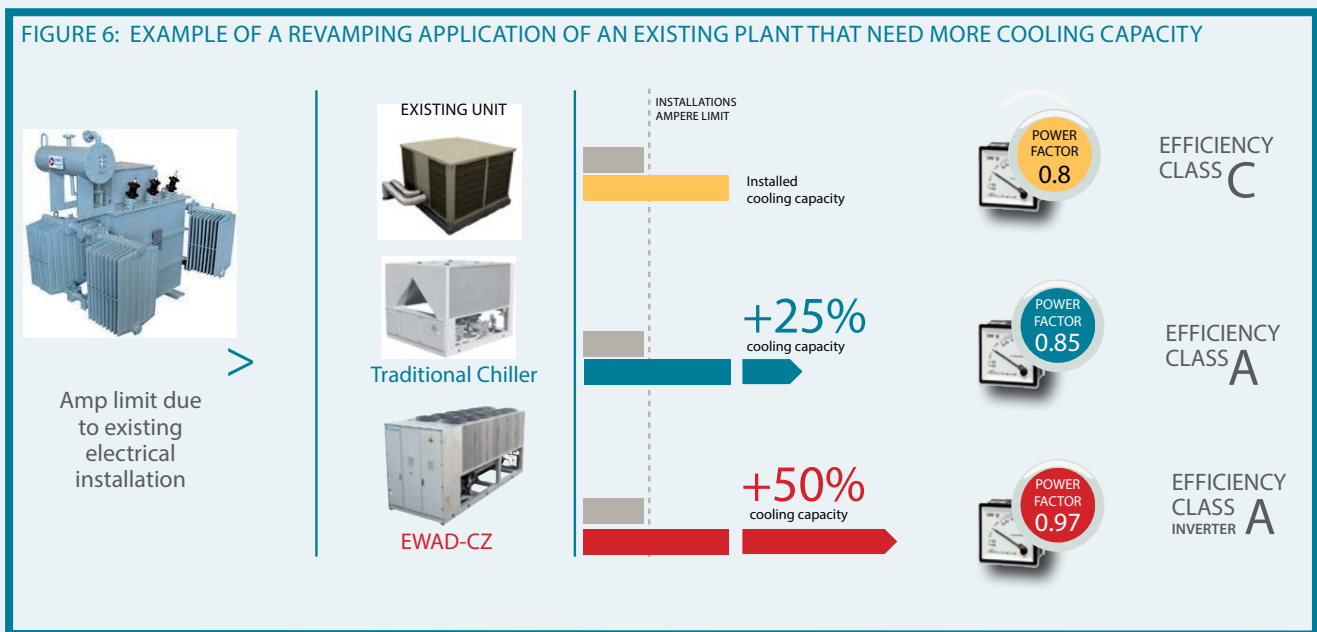 FIGURE 6: EXAMPLE OF A REVAMPING APPLICATION OF AN EXISTING PLANT THAT NEED MORE COOLING CAPACITY
Amp limit due
to existing
electrical
installation
>
EXISTING UNIT
Traditional Chiller
EWAD-CZ
INSTALLATIONS
AMPERE LIMIT
Installed
cooling capacity
+25%
cooling capacity
+50%
cooling capacity
POWER
FACTOR
0.8
EFFICIENCY
CLASS C
POWER
FACTOR
0.85
EFFICIENCY
CLASS A
POWER
FACTOR
0.97
EFFICIENCY
CLASS
INVERTER A